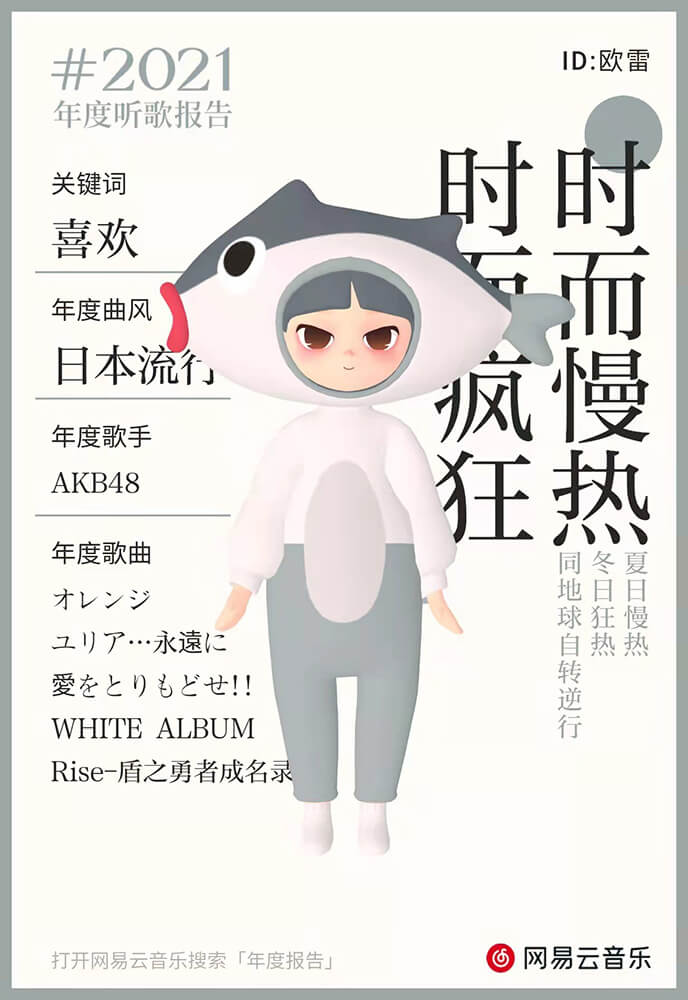 #2021
年度听歌报告
ID:欧雷
关键词
喜欢
年度曲风
日本流行
年度歌手
AKB48
年度歌曲
オレンジ
ユリア…永遠に
愛をとりもどせ!!
WHITE ALBUM
Rise-盾之勇者成名录
时而慢热
时而疯狂
夏日慢热
冬日狂热
同地球自转逆行
打开网易云音乐搜索「年度报告」
网易云音乐